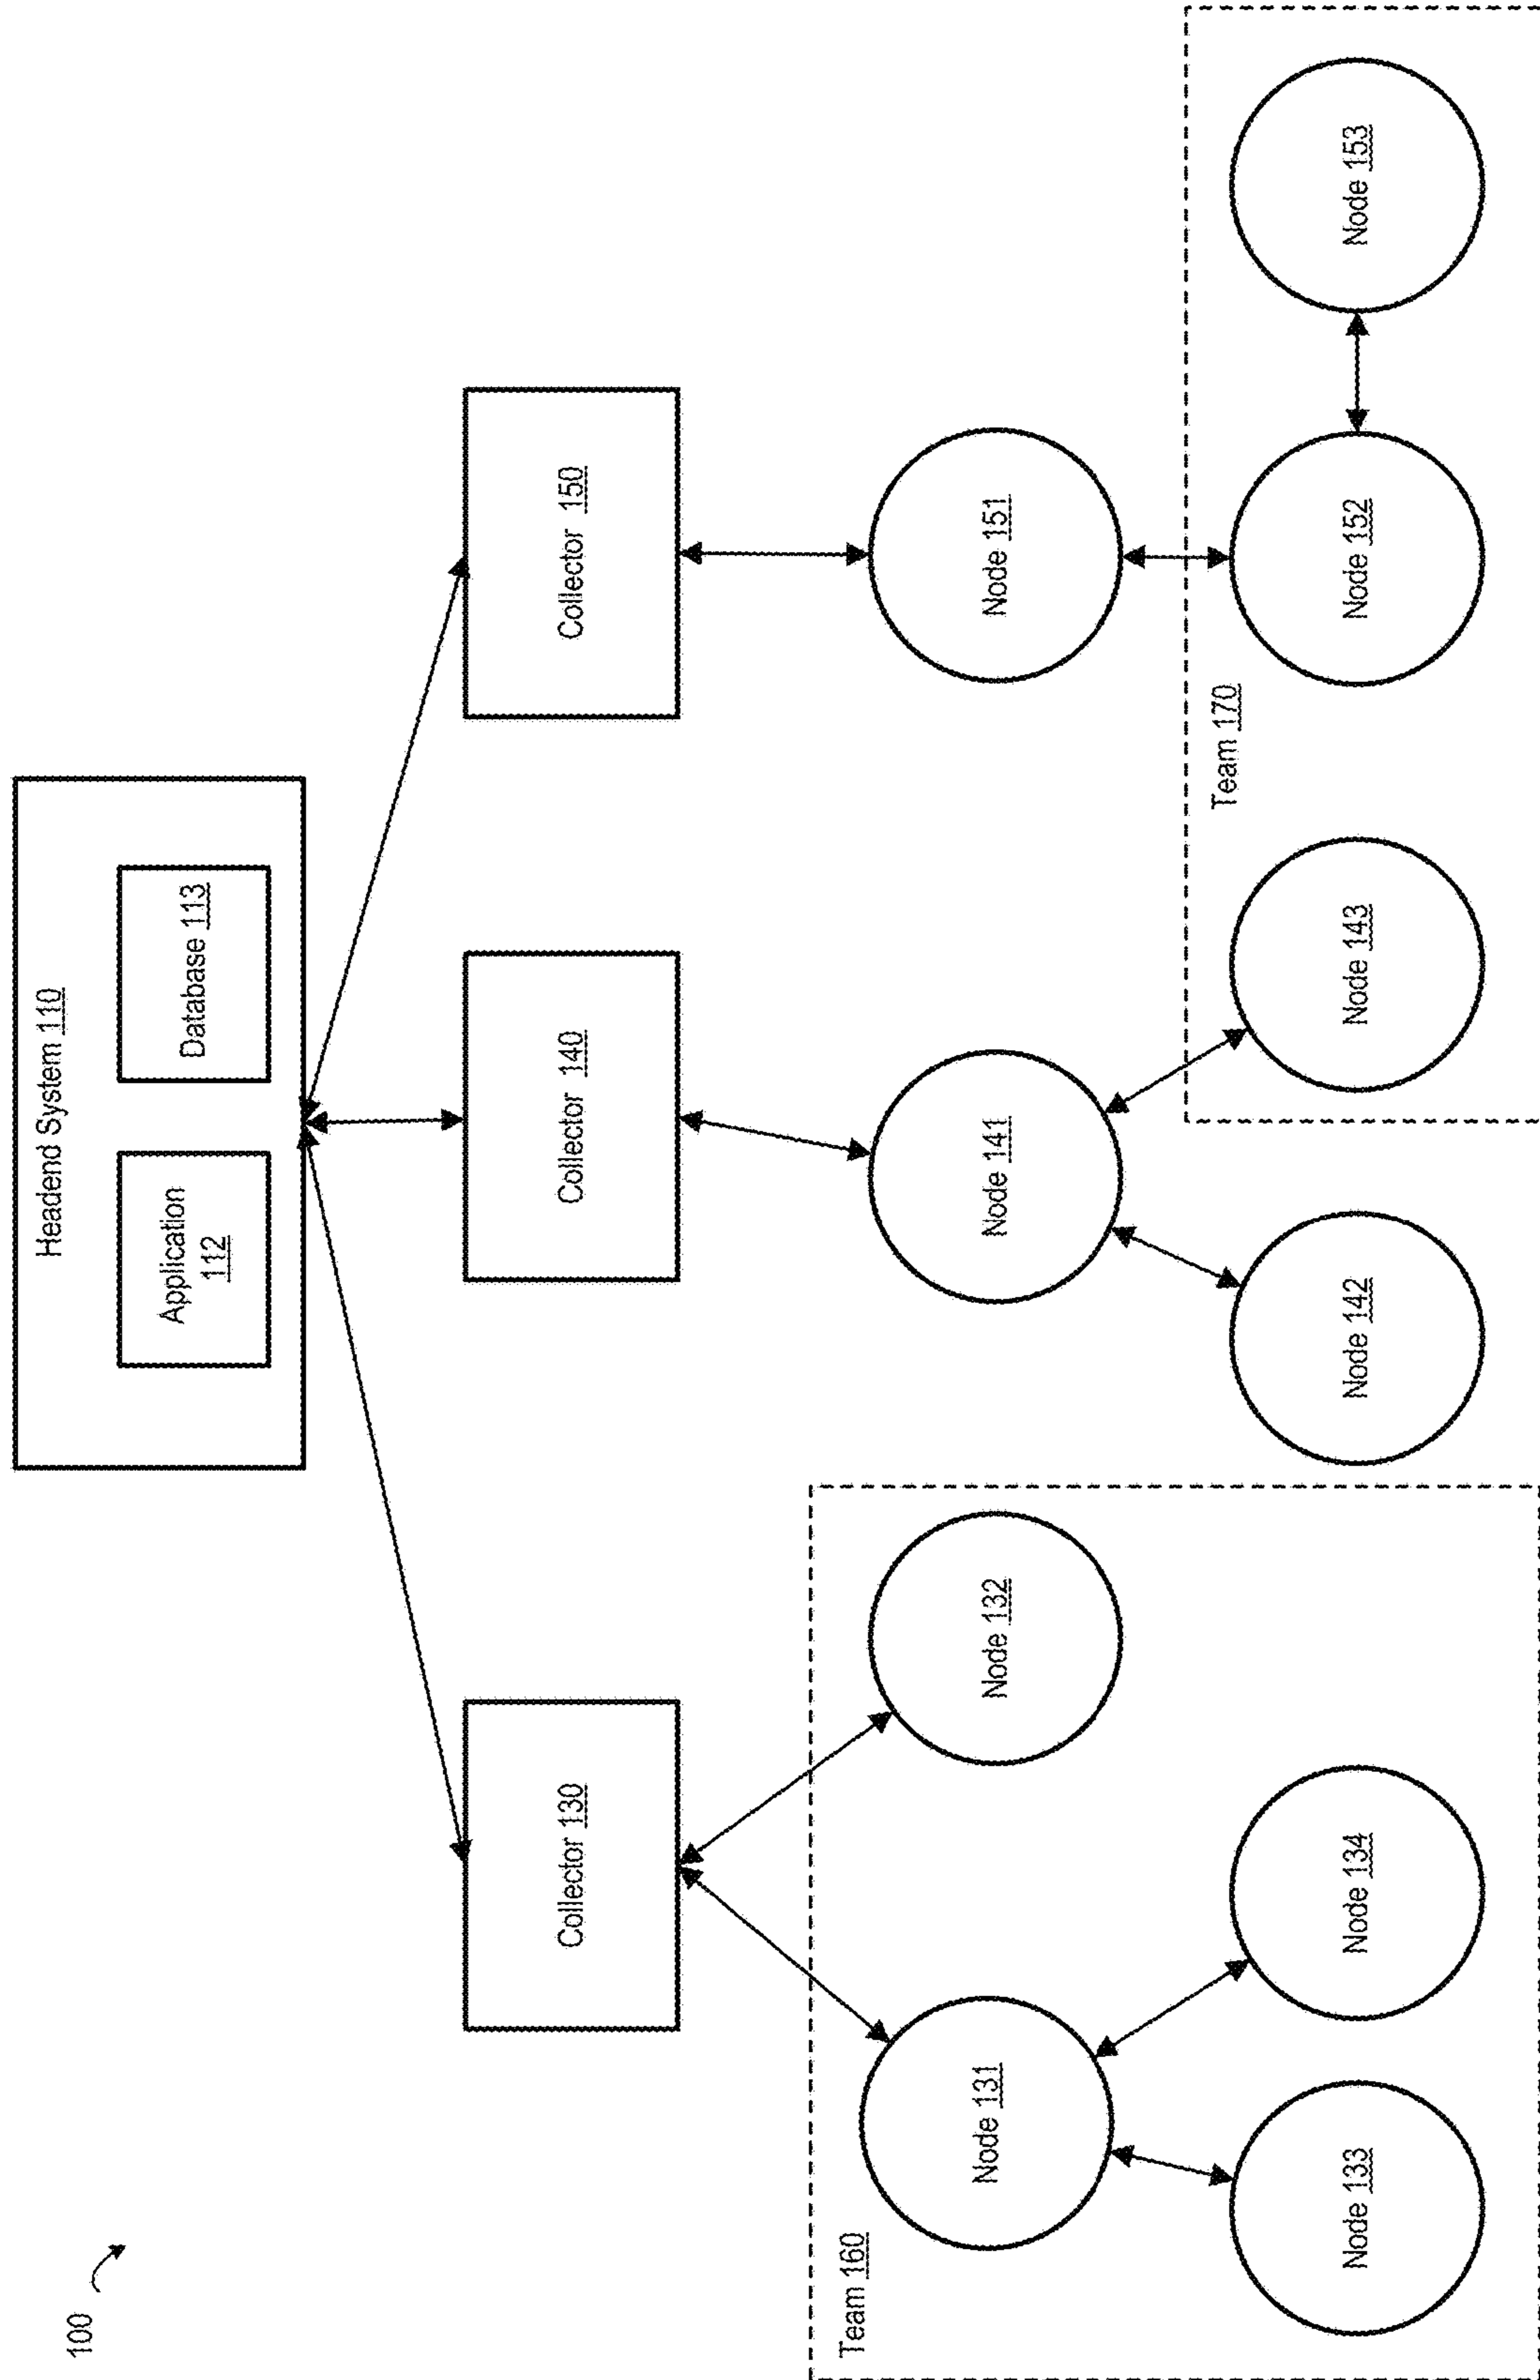 100
Headend System 110
Application
112
Database 113
Collector 130
Collector 140
Collector 150
Team 160
Node 131
Node 132
Node 141
Node 151
Team 170
Node 133
Node 134
Node 142
Node 143
Node 152
Node 153